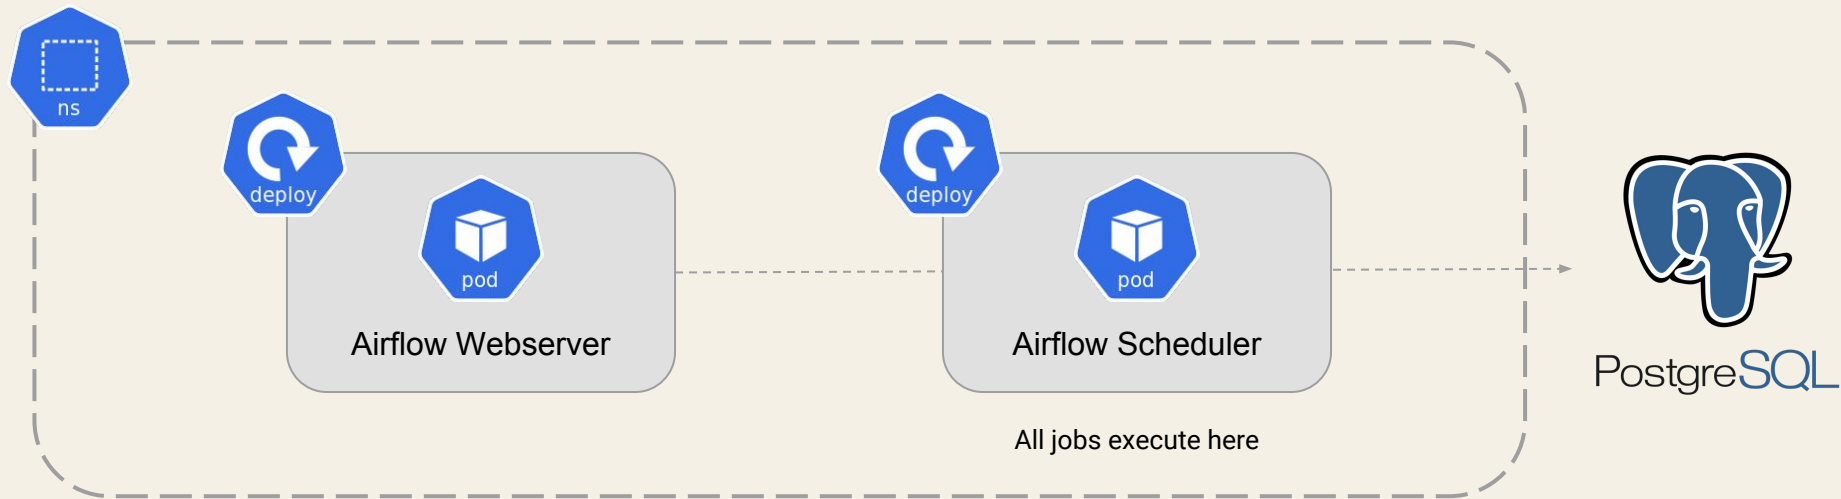 ns
deploy
pod
Airflow Webserver
deploy
pod
Airflow Scheduler
All jobs execute here
PostgreSQL